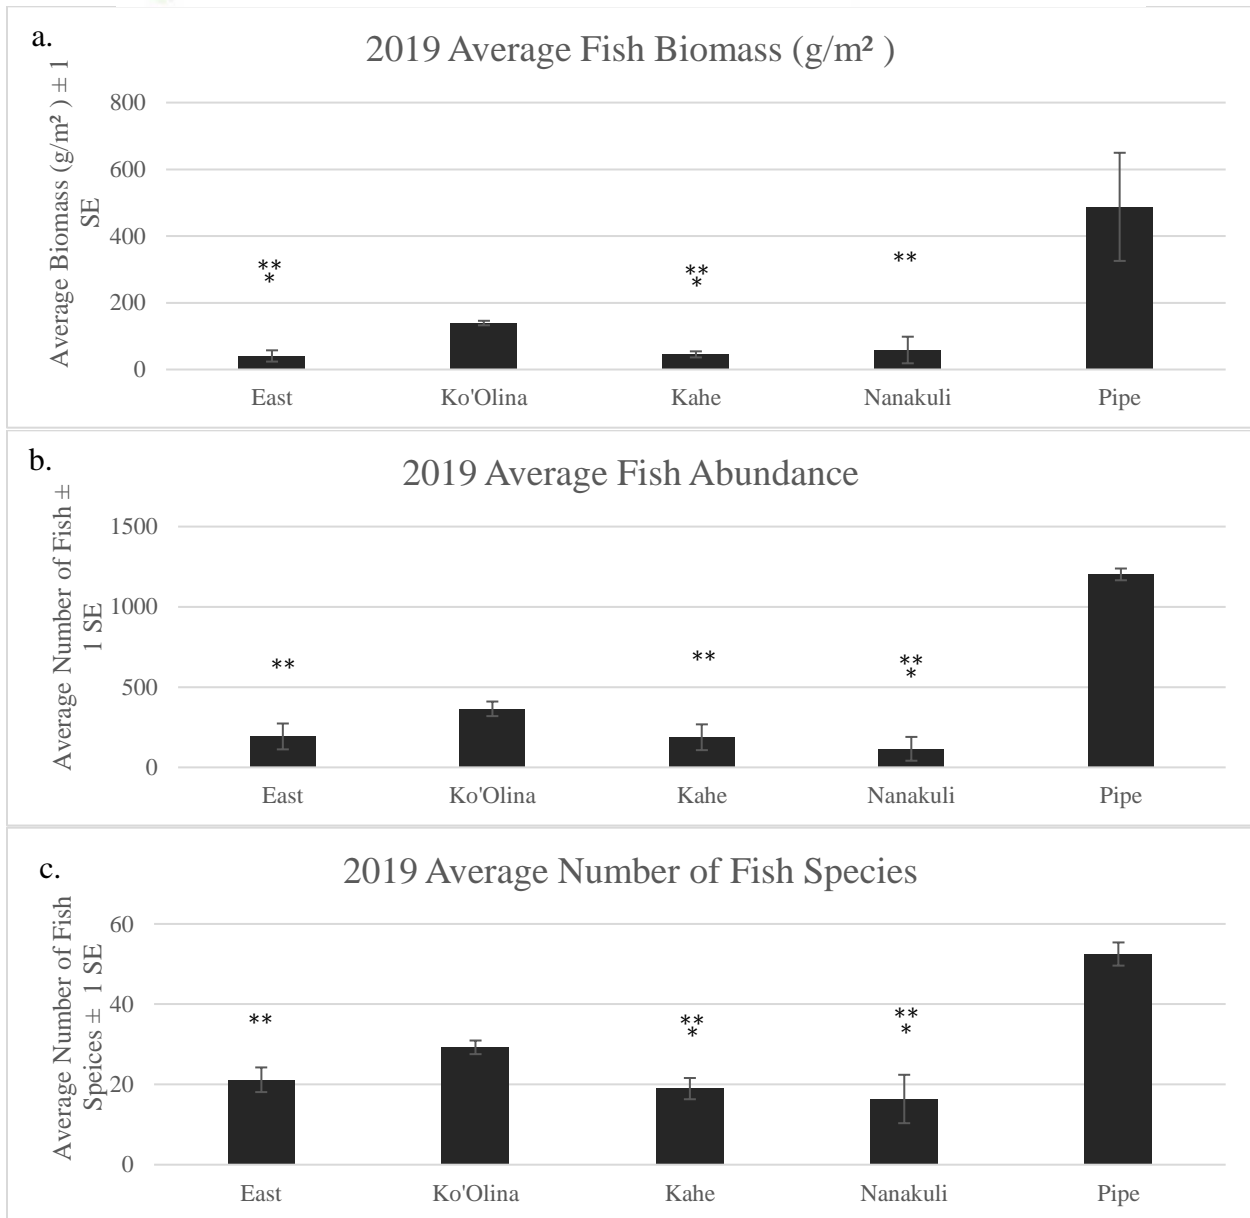 a.
2019 Average Fish Biomass (g/m² )
Average Biomass (g/m² ) ± 1
SE
800
600
400
200
0
**
*
**
*
**
East Ko'Olina Kahe Nanakuli Pipe
b.
2019 Average Fish Abundance
Average Number of Fish ±
1 SE
1500
1000
500
0
**
**
**
*
East Ko'Olina Kahe Nanakuli Pipe
c.
2019 Average Number of Fish Species
Average Number of Fish
Speices ± 1 SE
60
40
20
0
**
**
*
**
*
East Ko'Olina Kahe Nanakuli Pipe